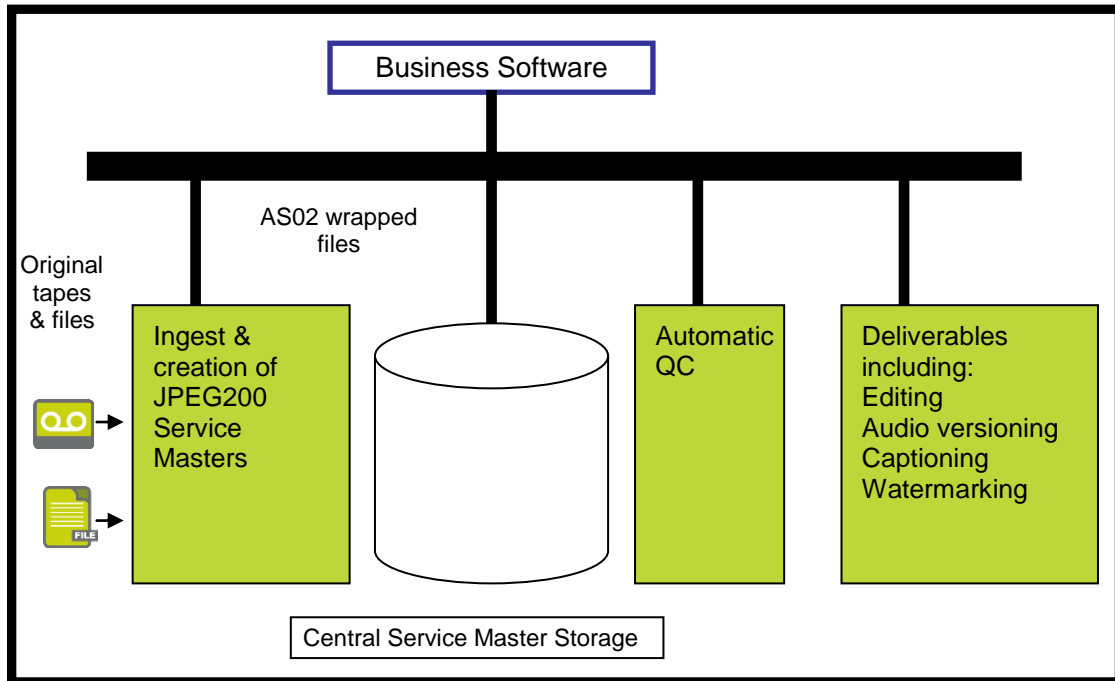 Business Software
AS02 wrapped
files
Original
tapes
& files
Ingest &
creation of
JPEG200
Service
Masters
Automatic
QC
Deliverables
including:
Editing
Audio versioning
Captioning
Watermarking
FILE
Central Service Master Storage